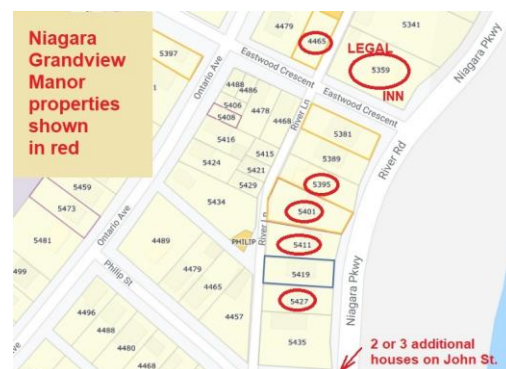 Niagara
Grandview
Manor
properties
shown
in red
5397
Ontario Ave
4479
4465
5341
LEGAL
5359
INN
Niagara Pkwy
Eastwood Crescent
Eastwood Crescent
River Ln
River Rd
4488
4486
5406
5408
4478
4468
5416
5415
5424
5421
5429
5434
5381
5389
5395
5401
5411
5419
5427
5435
River Ln
PHILIP
5459
5473
5481
499
Ontario Ave
Philip St
4489
4479
4465
4457
4496
4488
4480
4468
Niagara Pkwy
2 or 3 additional
houses on John St.